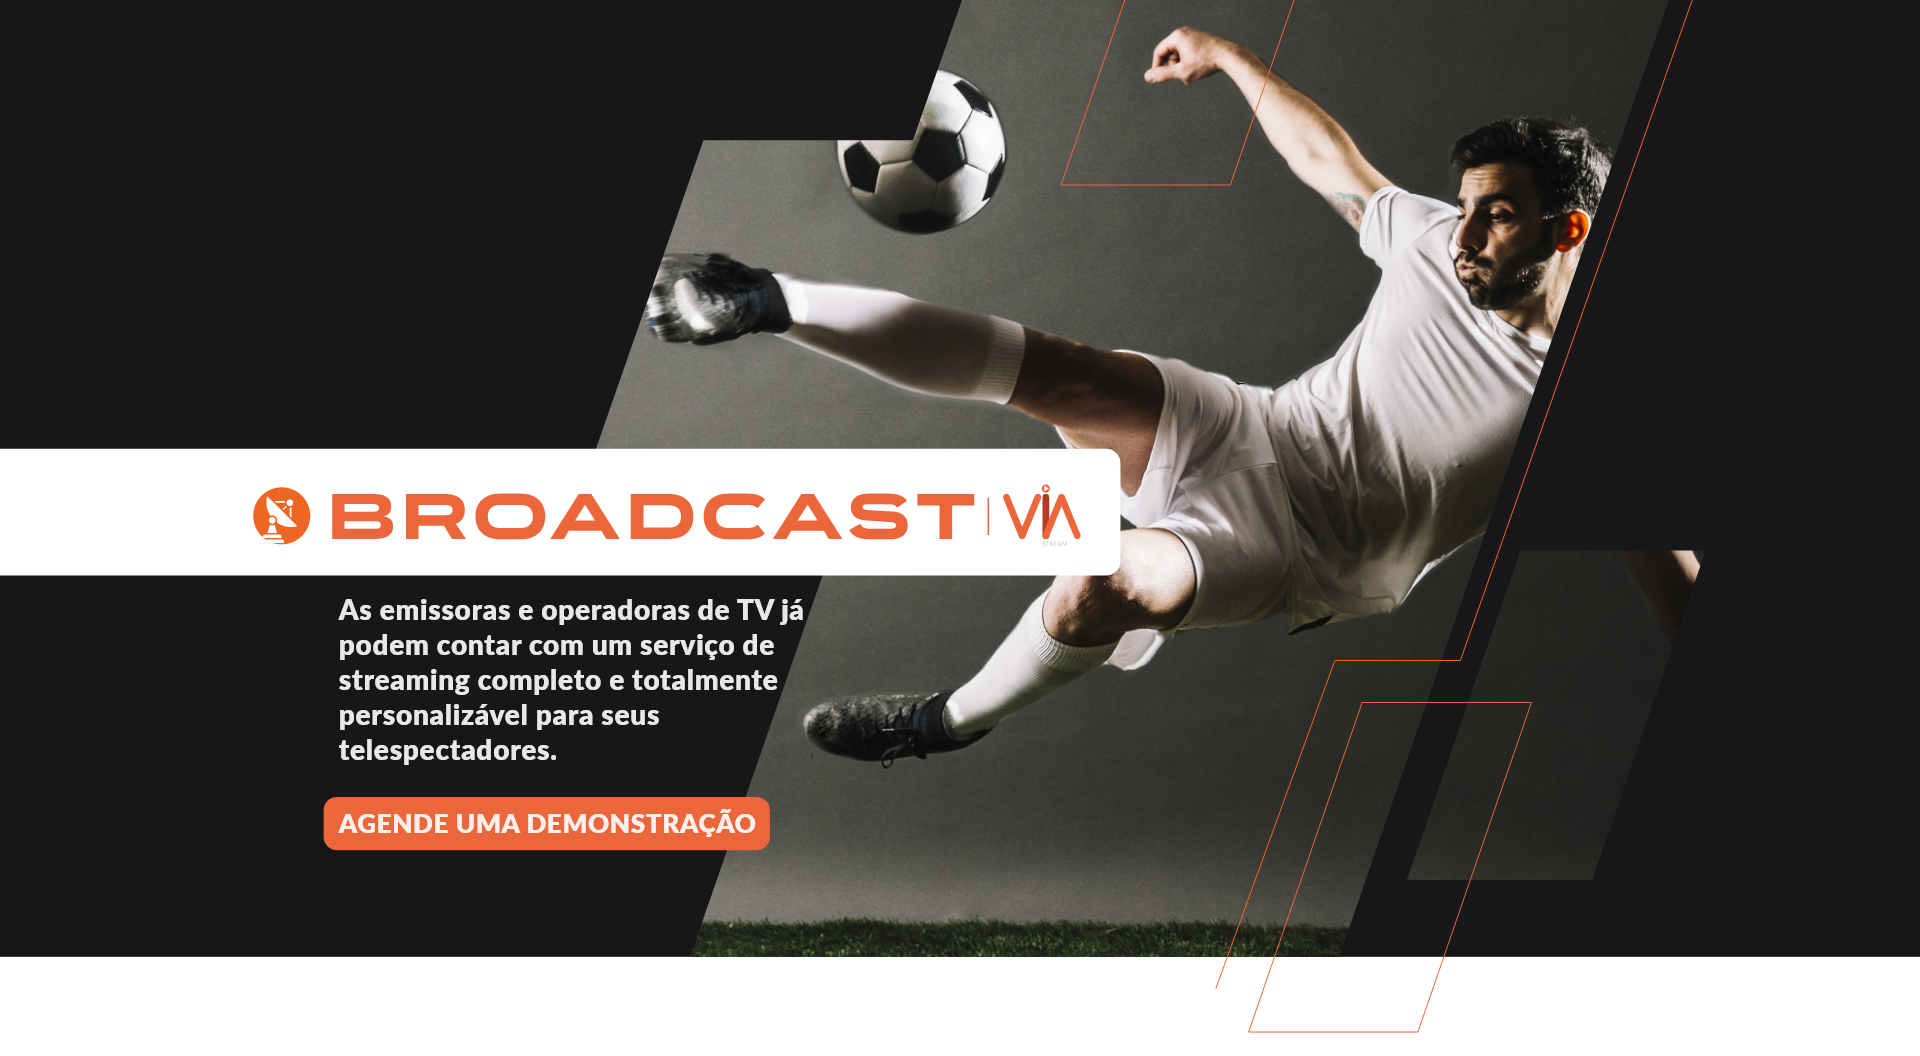 BROADCAST VIA
STREAM
As emissoras e operadoras de TV já
podem contar com um serviço de
streaming completo e totalmente
personalizável para seus
telespectadores.
AGENDE UMA DEMONSTRAÇÃO